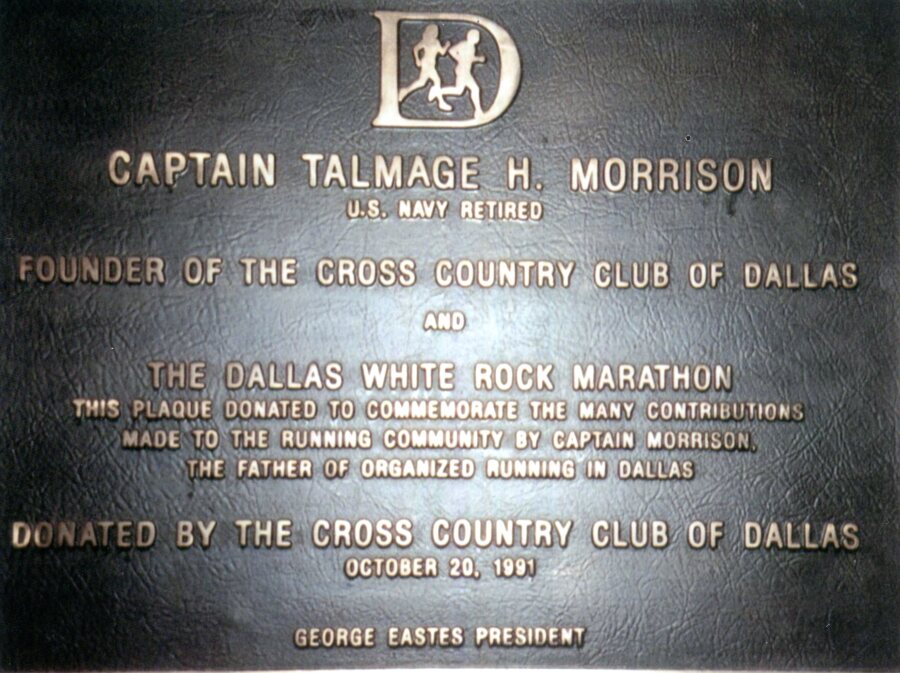 D
CAPTAIN TALMAGE H. MORRISON
U.S. NAVY RETIRED
FOUNDER OF THE CROSS COUNTRY CLUB OF DALLAS
AND
THE DALLAS WHITE ROCK MARATHON
THIS PLAQUE DONATED TO COMMEMORATE THE MANY CONTRIBUTIONS
MADE TO THE RUNNING COMMUNITY BY CAPTAIN MORRISON,
THE FATHER OF ORGANIZED RUNNING IN DALLAS
DONATED BY THE CROSS COUNTRY CLUB OF DALLAS
OCTOBER 20, 1991
GEORGE EASTES PRESIDENT